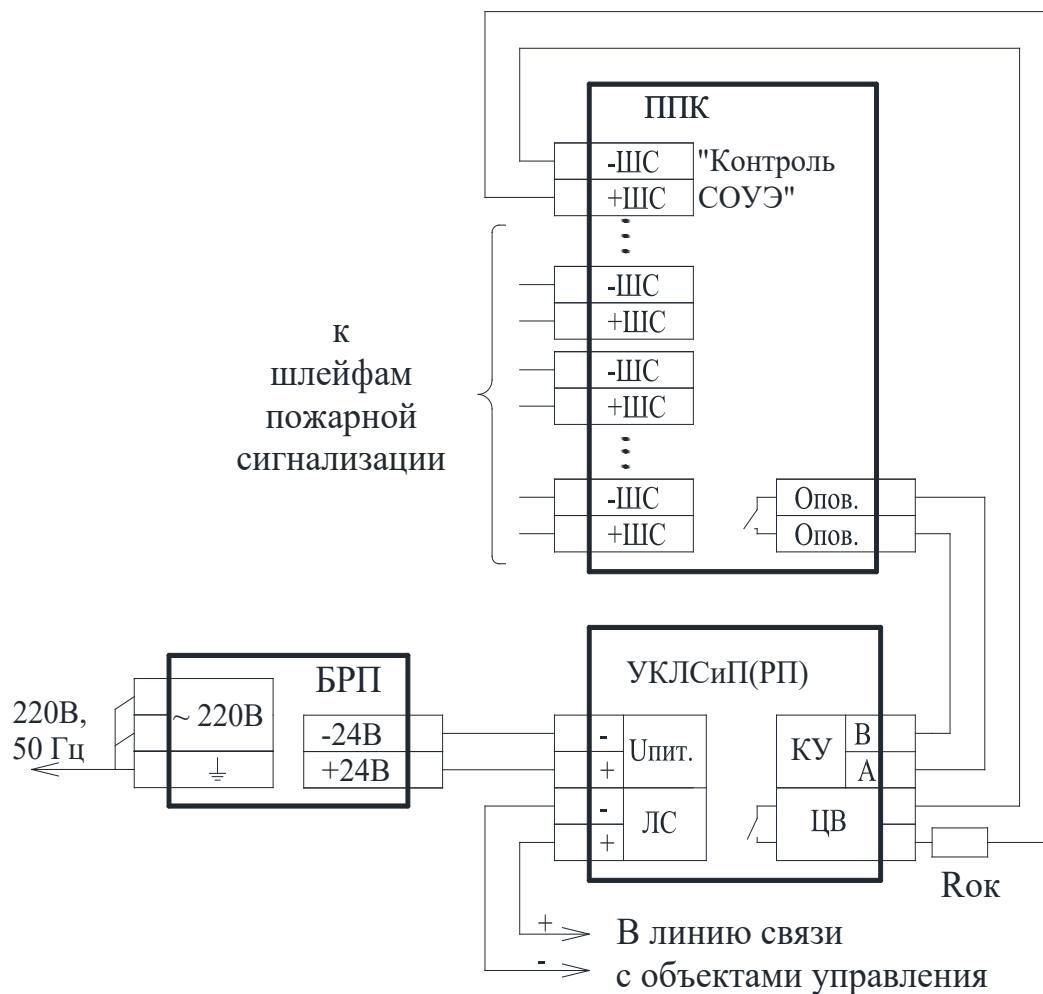 ППК
-ШС "Контроль
+ШС СОУЭ"
-ШС
+ШС
-ШС
+ШС
-ШС
+ШС
к
шлейфам
пожарной
сигнализации
Опов.
Опов.
БРП
220В,
50 Гц
~ 220В
-24В
+24В
УКЛСиП(РП)
-
+
Uпит.
-
+
ЛС
КУ
В
А
ЦВ
Rок
+
В линию связи
-
с объектами управления